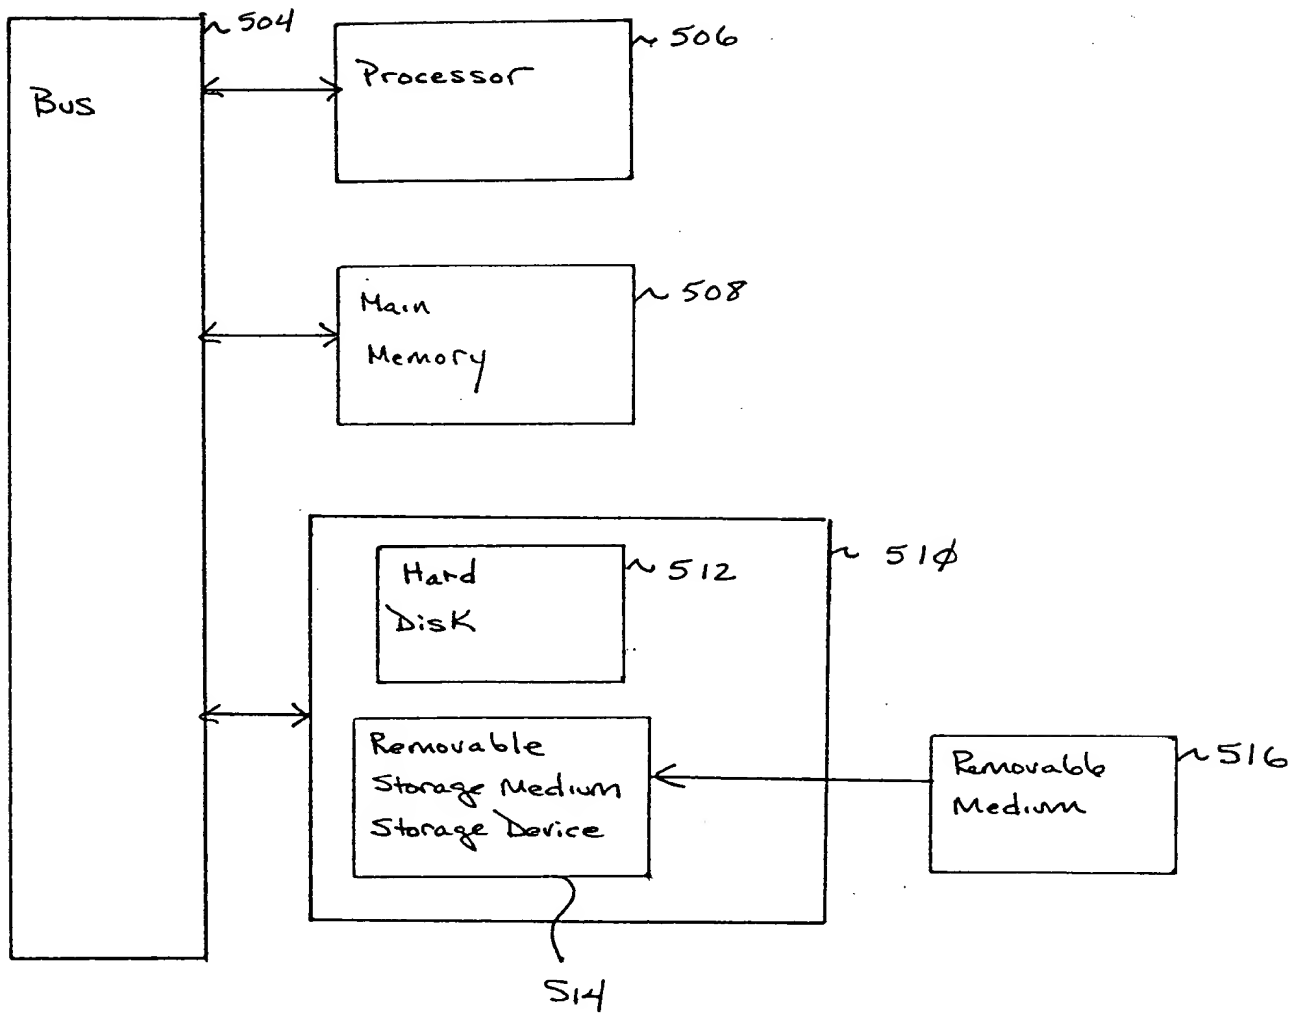 504
Bus
506
Processor
508
Main
Memory
510
512
Hard
Disk
Removable
Storage Medium
Storage Device
514
516
Removable
Medium